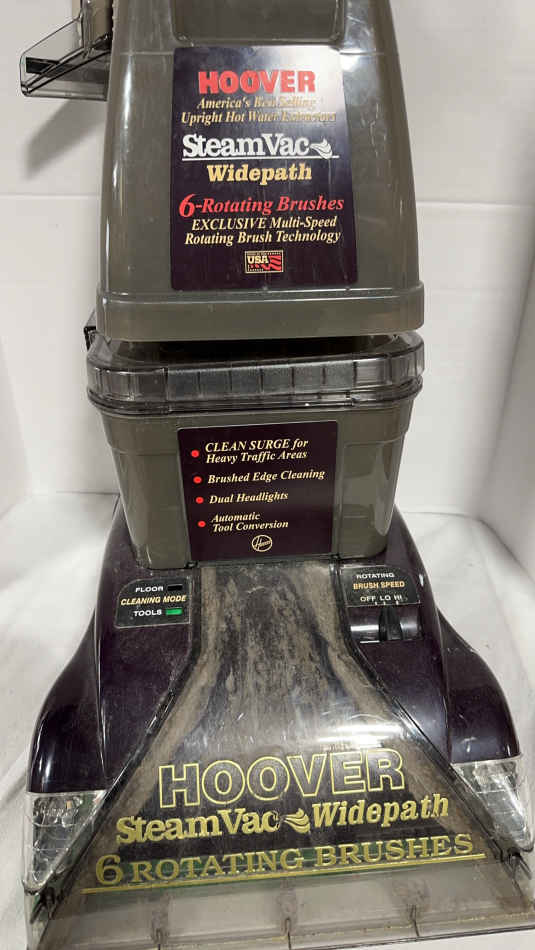 HOOVER
America's Best Selling
Upright Hot Water Extractors
SteamVac
Widepath
6-Rotating Brushes
EXCLUSIVE Multi-Speed
Rotating Brush Technology
USA
CLEAN SURGE for
Heavy Traffic Areas
Brushed Edge Cleaning
Dual Headlights
Automatic
Tool Conversion
Hoover
FLOOR
CLEANING MODE
TOOLS
ROTATING
BRUSH SPEED
OFF LO HI
HOOVER
SteamVac Widepath
6 ROTATING BRUSHES